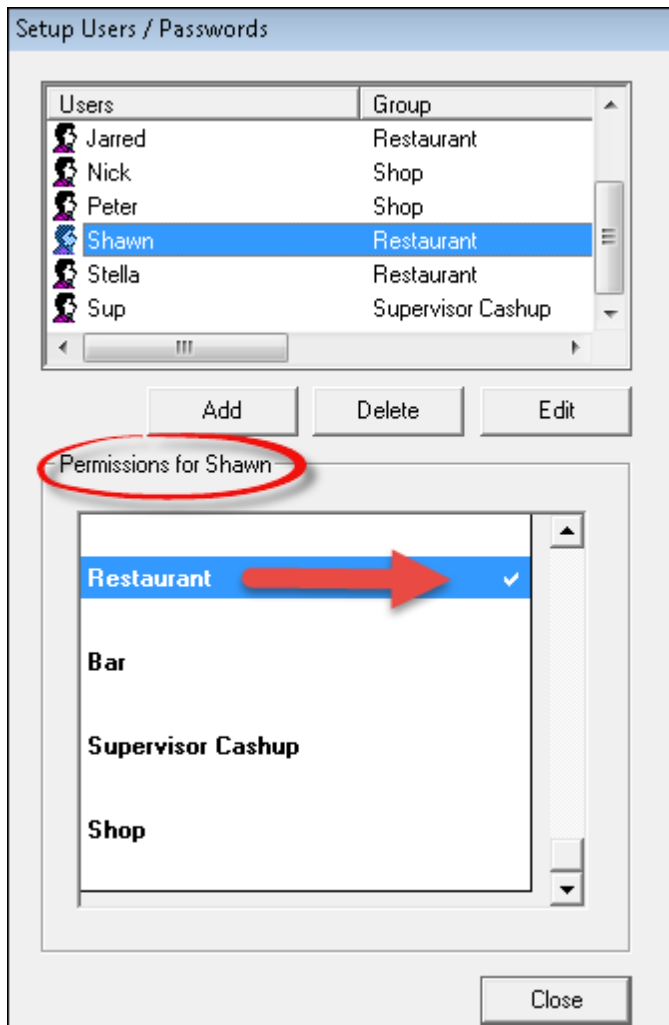 Setup Users / Passwords
Users Group
Jarred Restaurant
Nick Shop
Peter Shop
Shawn Restaurant
Stella Restaurant
Sup Supervisor Cashup
Add Delete Edit
Permissions for Shawn
Restaurant
Bar
Supervisor Cashup
Shop
Close